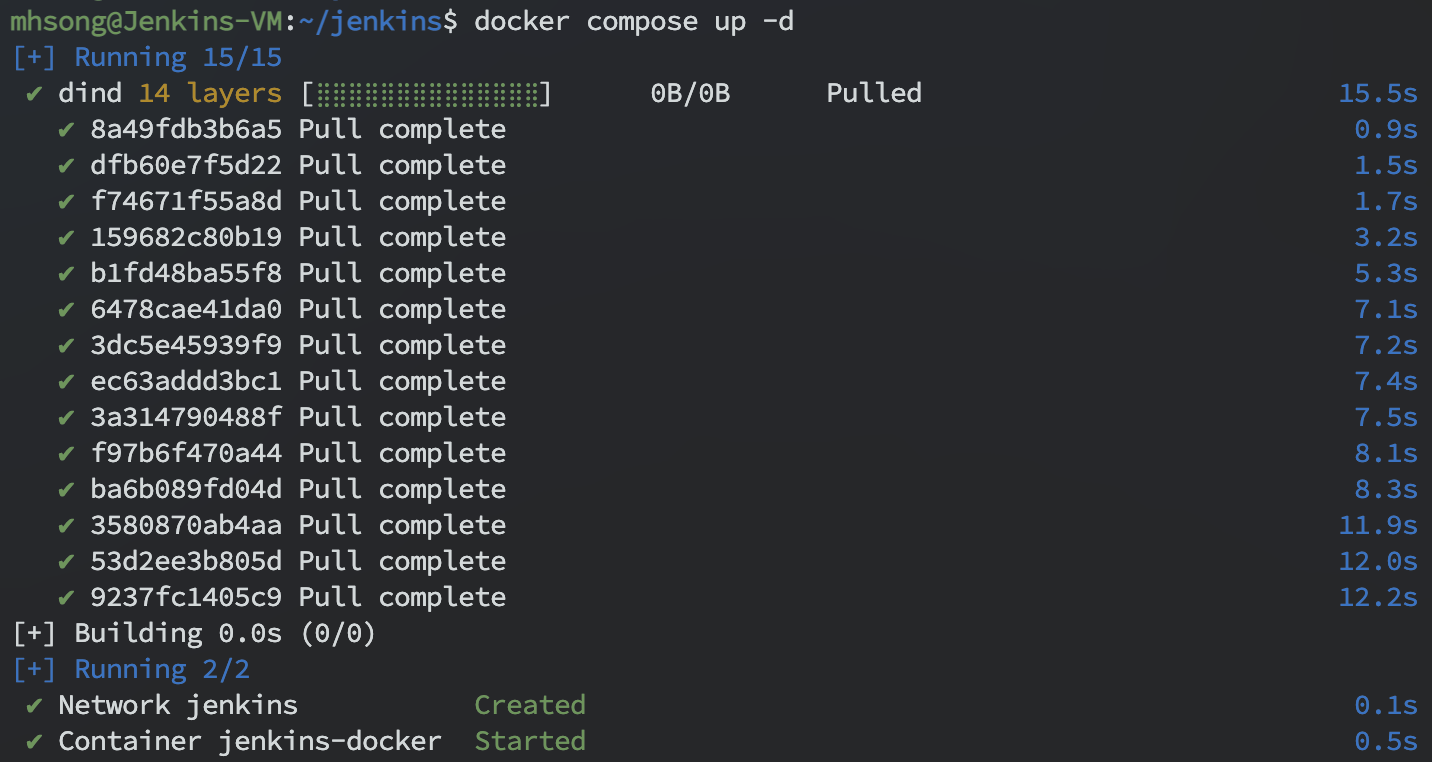 mhsong@Jenkins-VM:~/jenkins$ docker compose up -d
[+] Running 15/15
✔ dind 14 layers [⣿⣿⣿⣿⣿⣿⣿⣿⣿⣿⣿⣿⣿⣿] 0B/0B Pulled 15.5s
✔ 8a49fdb3b6a5 Pull complete 0.9s
✔ dfb60e7f5d22 Pull complete 1.5s
✔ f74671f55a8d Pull complete 1.7s
✔ 159682c80b19 Pull complete 3.2s
✔ b1fd48ba55f8 Pull complete 5.3s
✔ 6478cae41da0 Pull complete 7.1s
✔ 3dc5e45939f9 Pull complete 7.2s
✔ ec63addd3bc1 Pull complete 7.4s
✔ 3a314790488f Pull complete 7.5s
✔ f97b6f470a44 Pull complete 8.1s
✔ ba6b089fd04d Pull complete 8.3s
✔ 3580870ab4aa Pull complete 11.9s
✔ 53d2ee3b805d Pull complete 12.0s
✔ 9237fc1405c9 Pull complete 12.2s
[+] Building 0.0s (0/0)
[+] Running 2/2
✔ Network jenkins Created 0.1s
✔ Container jenkins-docker Started 0.5s